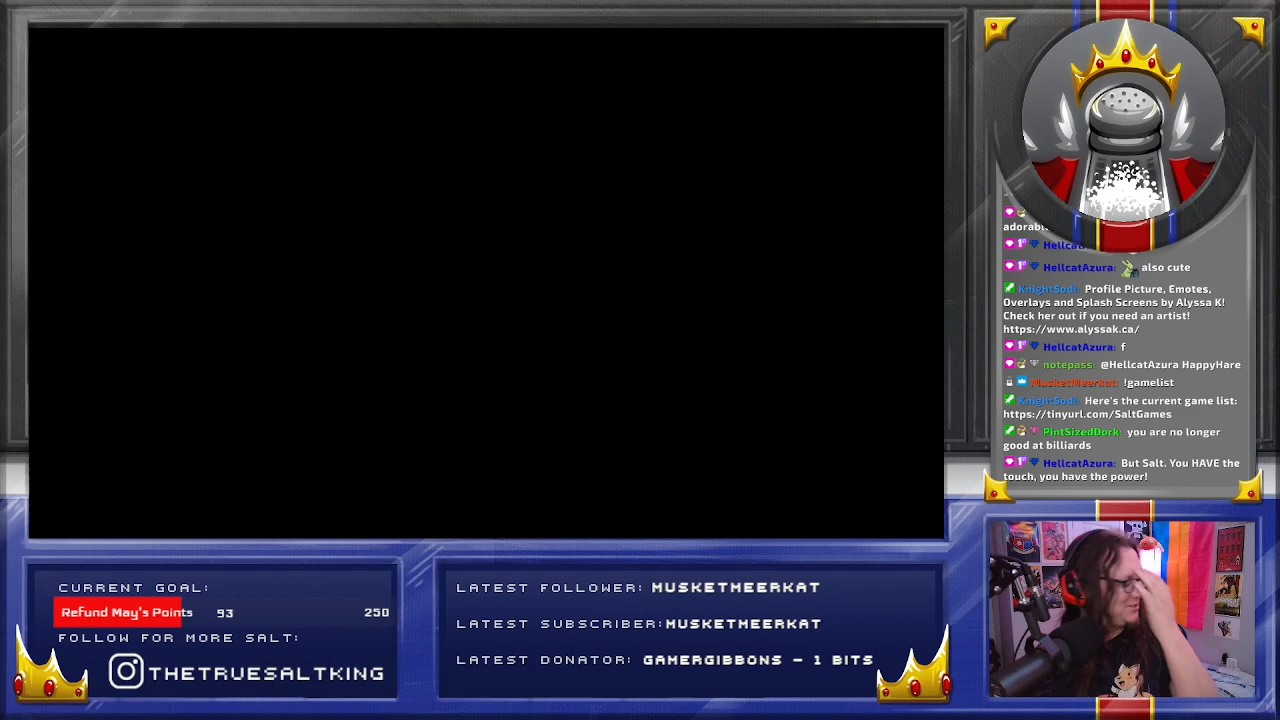 adorabl
Hellcat
HellcatAzura: also cute
KnightSodi: Profile Picture, Emotes,
Overlays and Splash Screens by Alyssa K!
Check her out if you need an artist!
https://www.alyssak.ca/
HellcatAzura: f
notepass: @HellcatAzura HappyHare
MusketMeerkat: !gamelist
KnightSodi: Here's the current game list:
https://tinyurl.com/SaltGames
PintSizedDork: you are no longer
good at billiards
HellcatAzura: But Salt. You HAVE the
touch, you have the power!
CURRENT GOAL:
Refund May's Points 93 250
FOLLOW FOR MORE SALT:
THETRUESALTKING
LATEST FOLLOWER: MUSKETMEERKAT
LATEST SUBSCRIBER: MUSKETMEERKAT
LATEST DONATOR: GAMERGIBBONS - 1 BITS